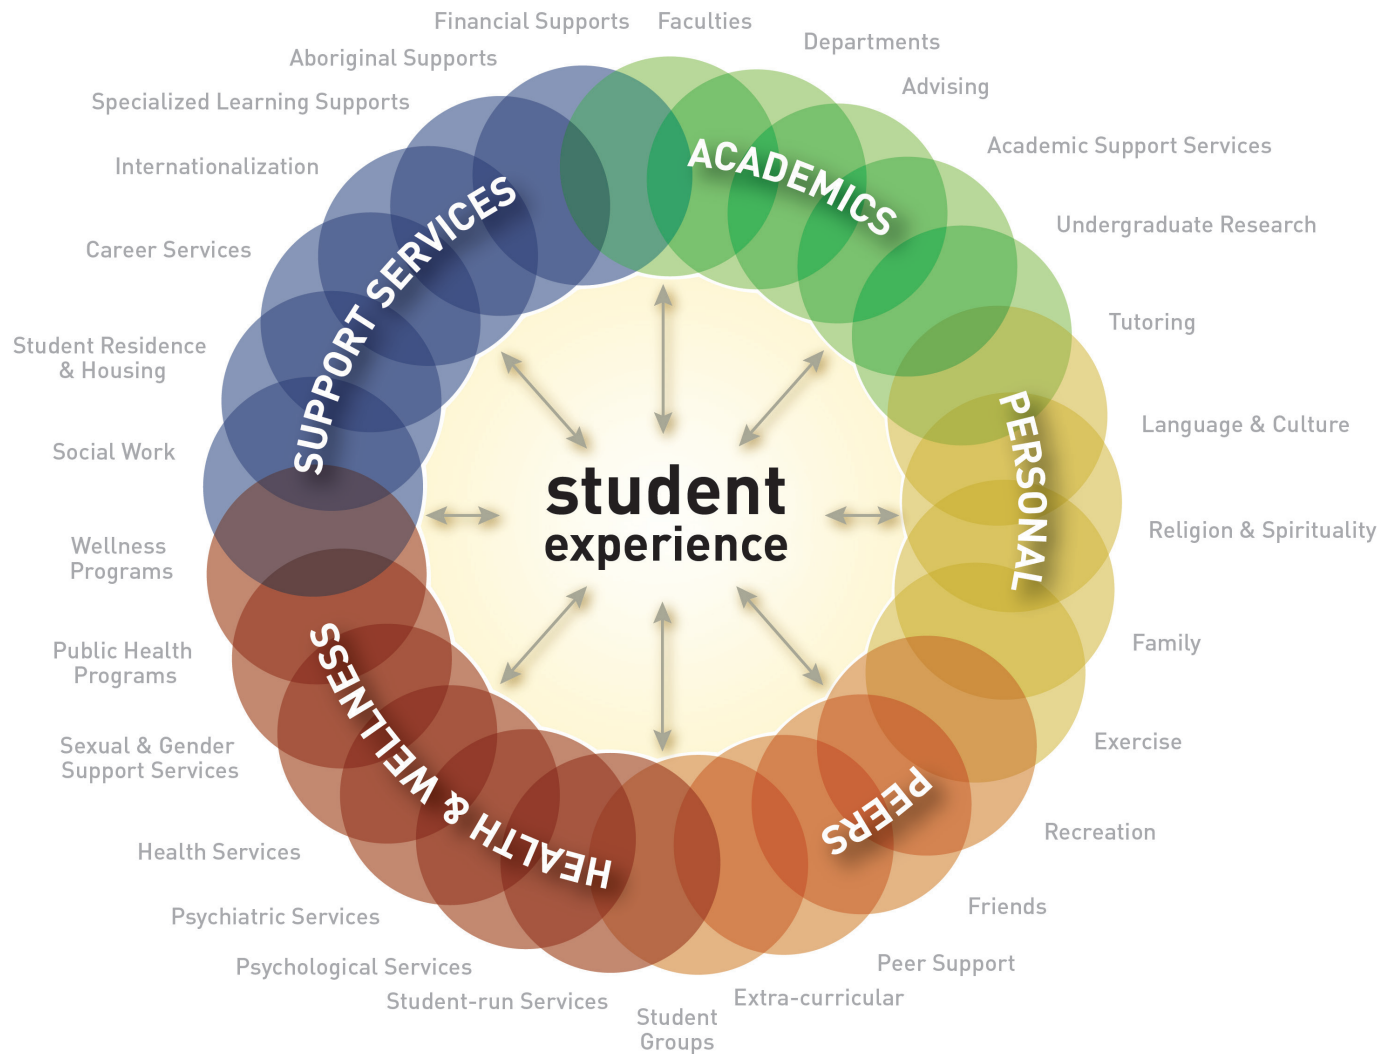 Financial Supports
Faculties
Departments
Advising
Academic Support Services
Undergraduate Research
Tutoring
Language & Culture
Religion & Spirituality
Family
Exercise
Recreation
Friends
Peer Support
Extra-curricular
Student
Groups
Student-run Services
Psychological Services
Psychiatric Services
Health Services
Sexual & Gender
Support Services
Public Health
Programs
Wellness
Programs
Social Work
Student Residence
& Housing
Career Services
Internationalization
Specialized Learning Supports
Aboriginal Supports
ACADEMICS
PERSONAL
PEERS
HEALTH & WELLNESS
SUPPORT SERVICES
student
experience